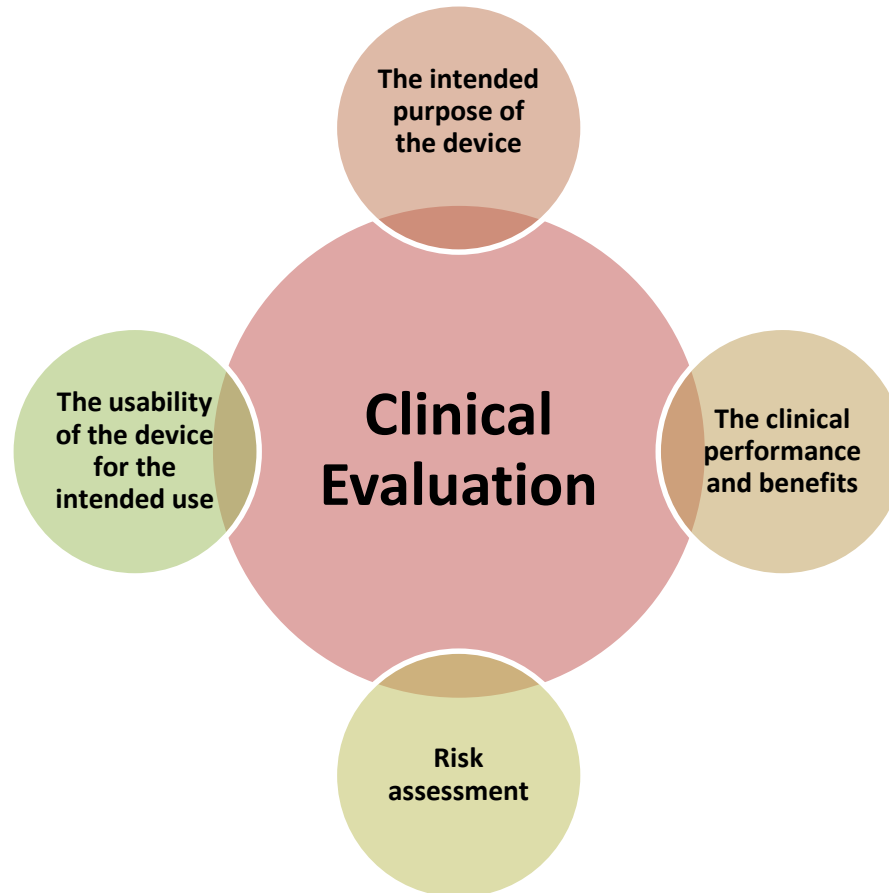 The intended
purpose of
the device
Clinical
Evaluation
The usability
of the device
for the
intended use
The clinical
performance
and benefits
Risk
assessment